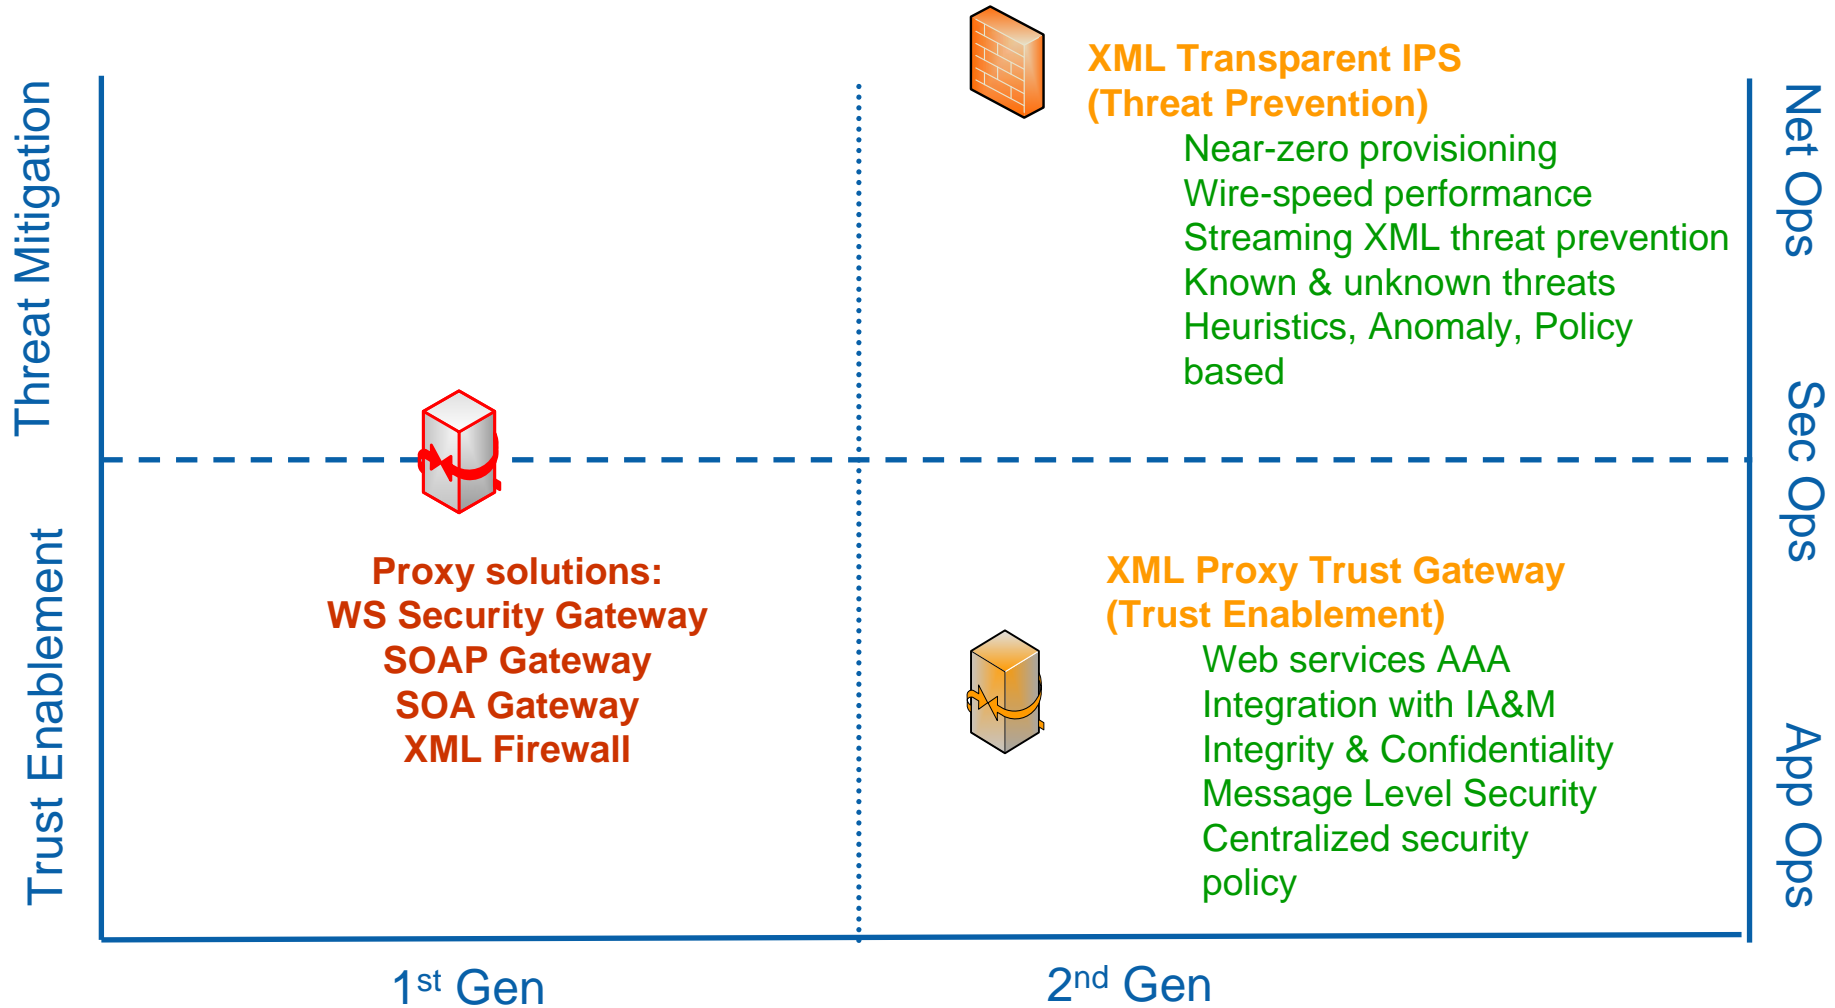 Threat Mitigation
Trust Enablement
Proxy solutions:
WS Security Gateway
SOAP Gateway
SOA Gateway
XML Firewall
XML Transparent IPS
(Threat Prevention)
Near-zero provisioning
Wire-speed performance
Streaming XML threat prevention
Known & unknown threats
Heuristics, Anomaly, Policy
based
XML Proxy Trust Gateway
(Trust Enablement)
Web services AAA
Integration with IA&M
Integrity & Confidentiality
Message Level Security
Centralized security
policy
Net Ops
Sec Ops
App Ops
1st Gen
2nd Gen